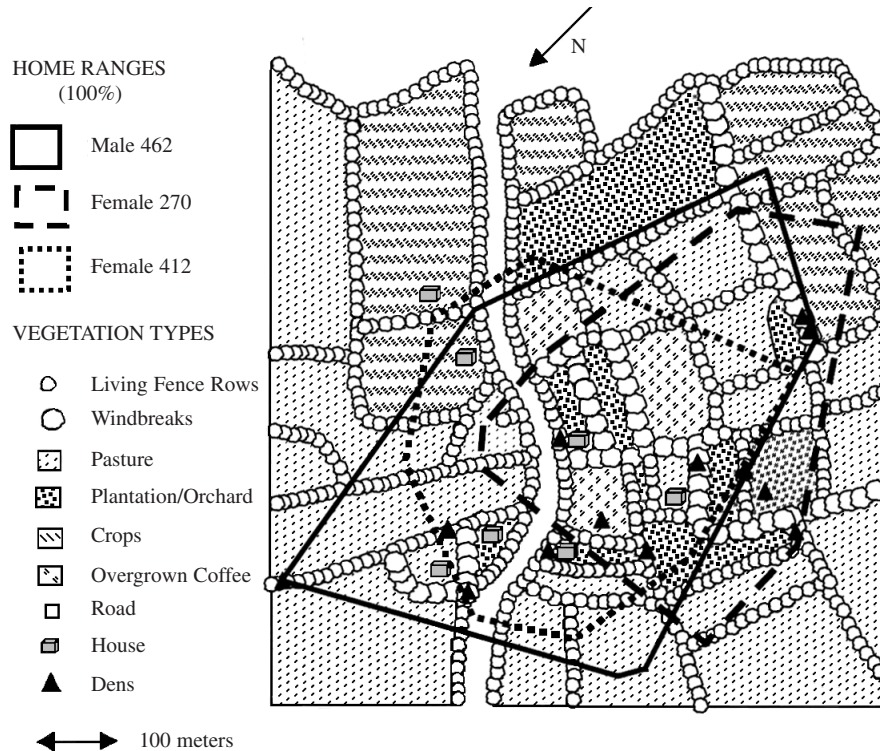 N
HOME RANGES
(100%)
Male 462
Female 270
Female 412
VEGETATION TYPES
Living Fence Rows
Windbreaks
Pasture
Plantation/Orchard
Crops
Overgrown Coffee
Road
House
Dens
100 meters